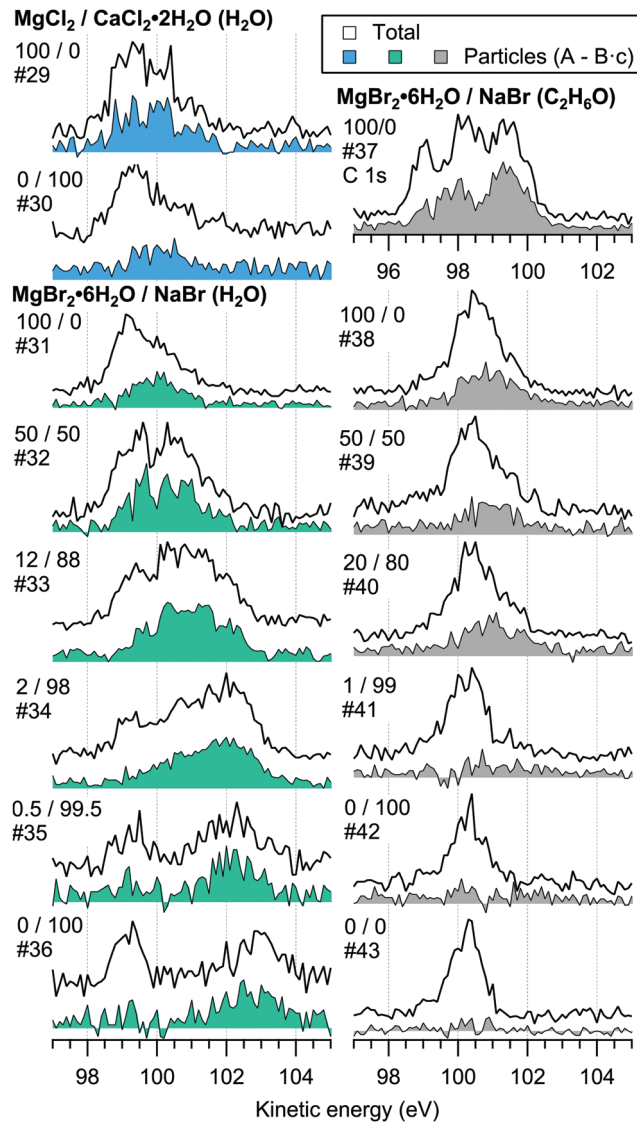 MgCl₂ / CaCl₂•2H₂O (H₂O)
100 / 0
#29
0 / 100
#30
MgBr₂•6H₂O / NaBr (H₂O)
100 / 0
#31
50 / 50
#32
12 / 88
#33
2 / 98
#34
0.5 / 99.5
#35
0 / 100
#36
98 100 102 104
Total
Particles (A - B·c)
MgBr₂•6H₂O / NaBr (C₂H₆O)
100/0
#37
C 1s
96 98 100 102
100 / 0
#38
50 / 50
#39
20 / 80
#40
1 / 99
#41
0 / 100
#42
0 / 0
#43
98 100 102 104
Kinetic energy (eV)